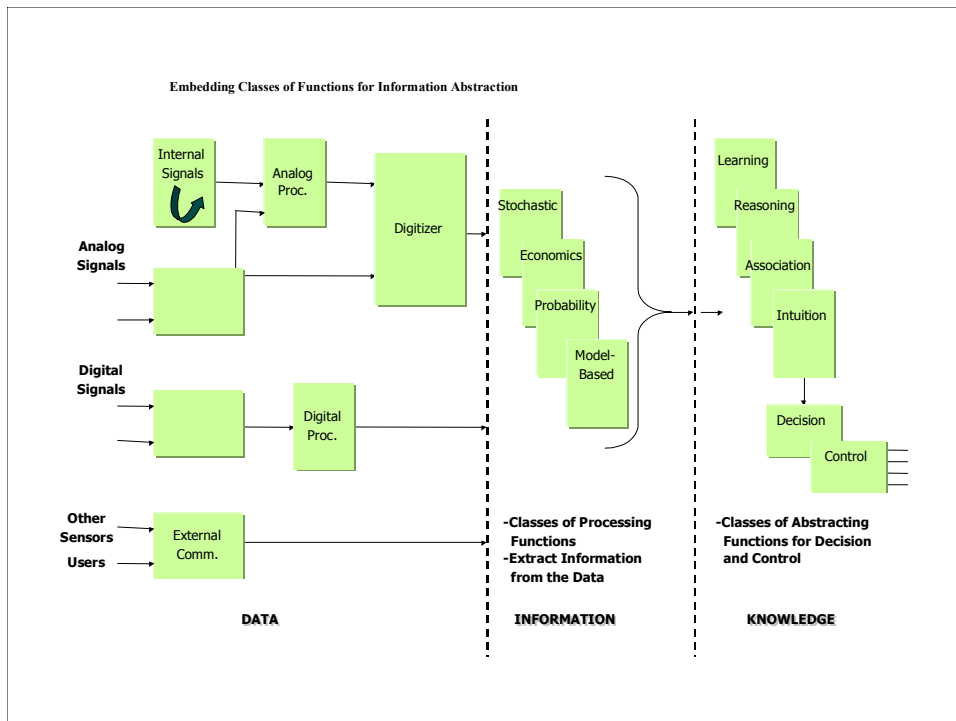 Embedding Classes of Functions for Information Abstraction
Internal
Signals
Analog
Proc.
Digitizer
Analog
Signals
Digital
Signals
Digital
Proc.
Other
Sensors
Users
External
Comm.
DATA
Stochastic
Economics
Probability
Model-
Based
-Classes of Processing
Functions
-Extract Information
from the Data
INFORMATION
Learning
Reasoning
Association
Intuition
Decision
Control
-Classes of Abstracting
Functions for Decision
and Control
KNOWLEDGE